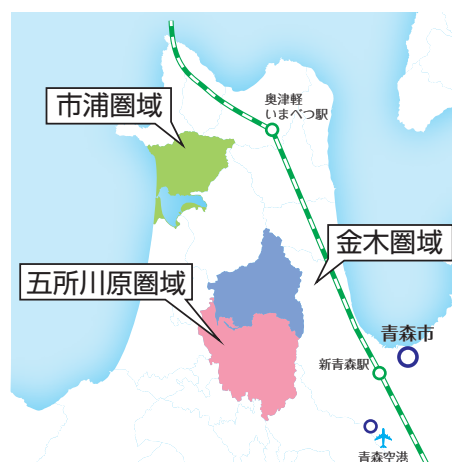 市浦圏域
奥津軽
いまべつ駅
金木圏域
五所川原圏域
青森市
新青森駅
青森空港